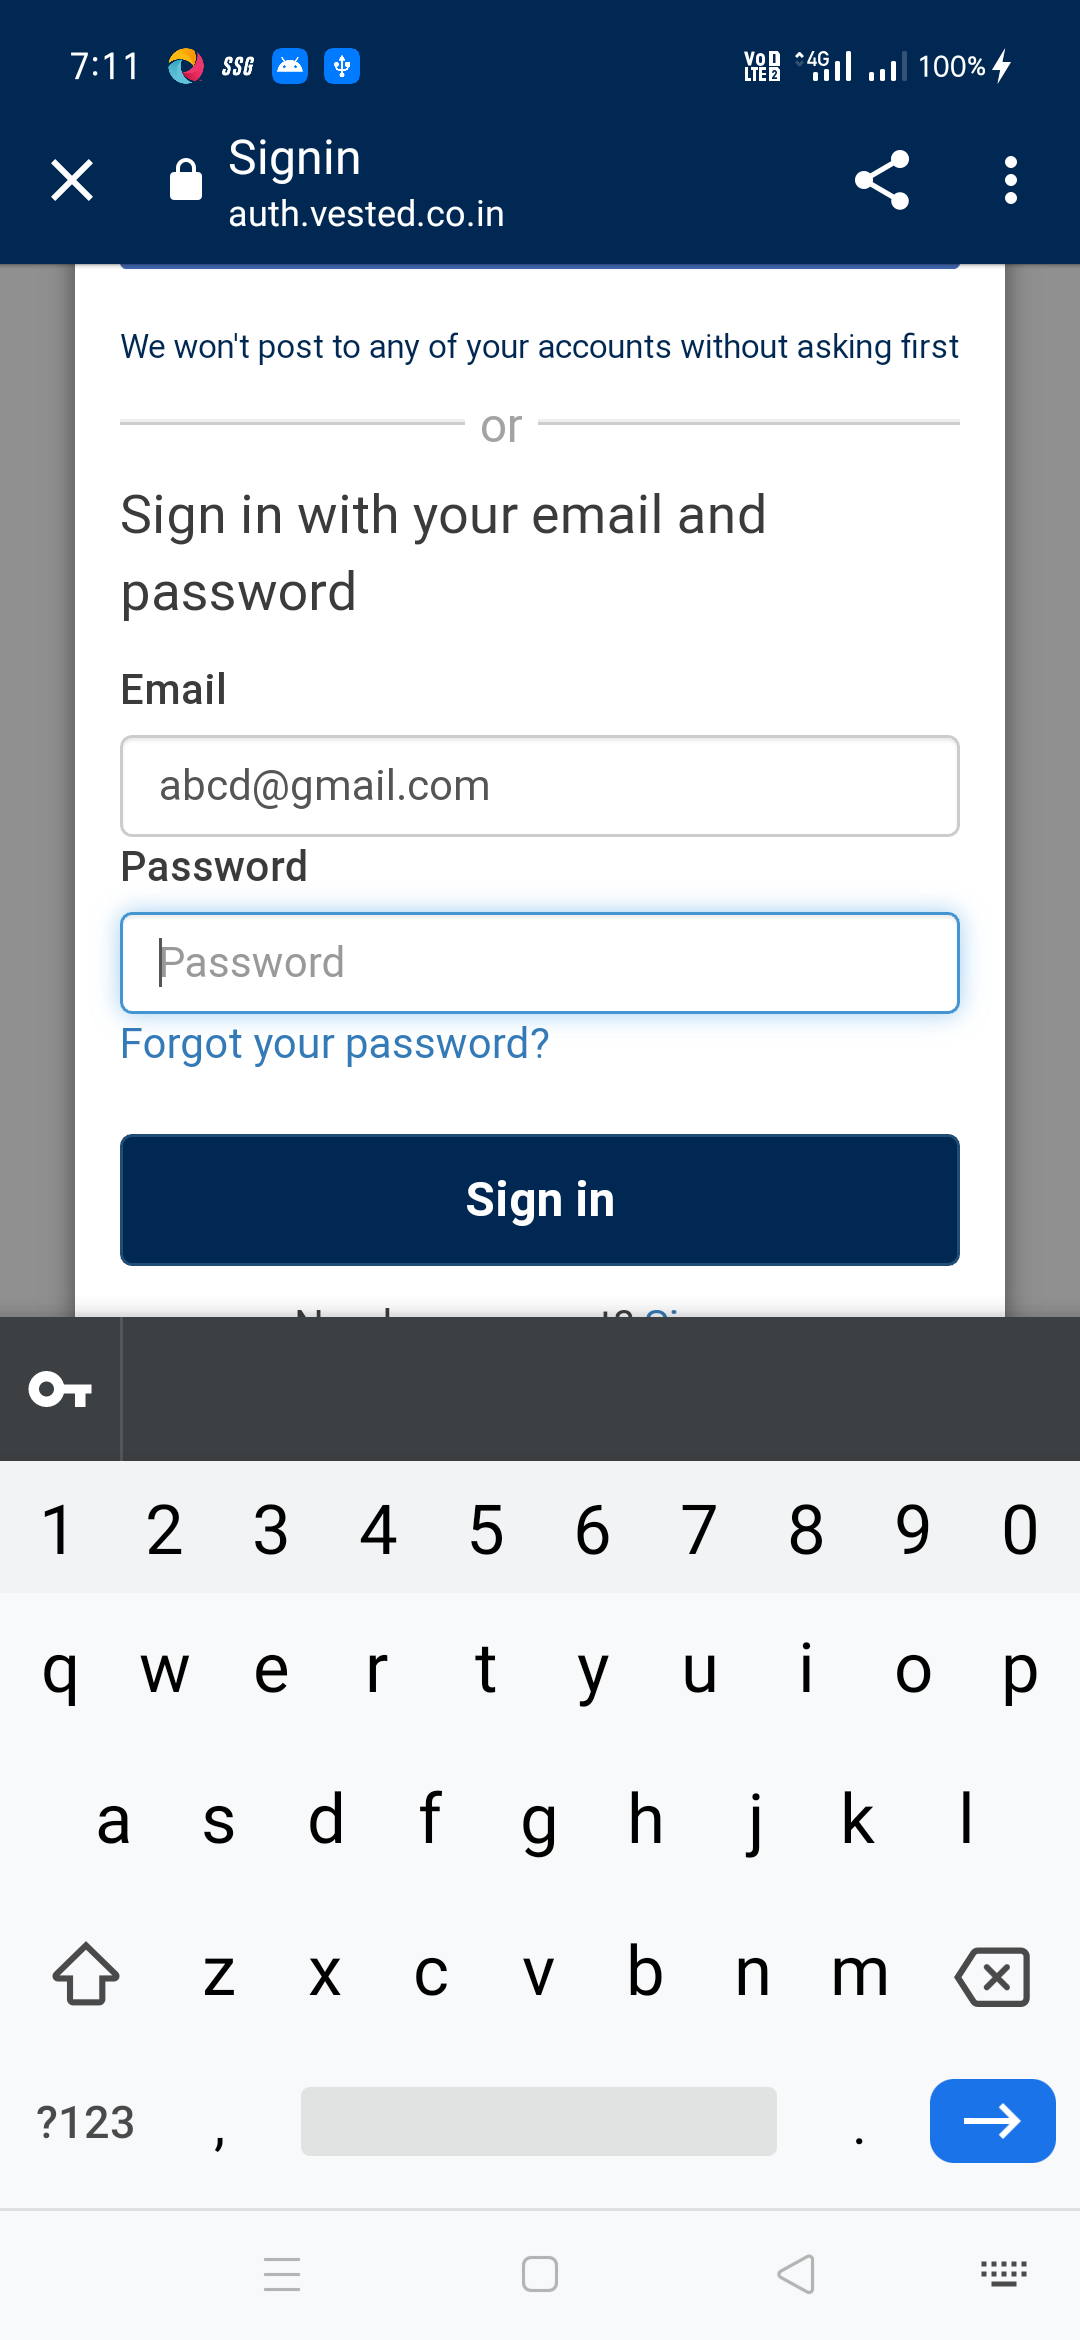 7:11 SSG VoD LTE2 4G 100%
Signin
auth.vested.co.in
We won't post to any of your accounts without asking first
or
Sign in with your email and
password
Email
abcd@gmail.com
Password
Password
Forgot your password?
Sign in
1 2 3 4 5 6 7 8 9 0
q w e r t y u i o p
a s d f g h j k l
z x c v b n m
?123 , .